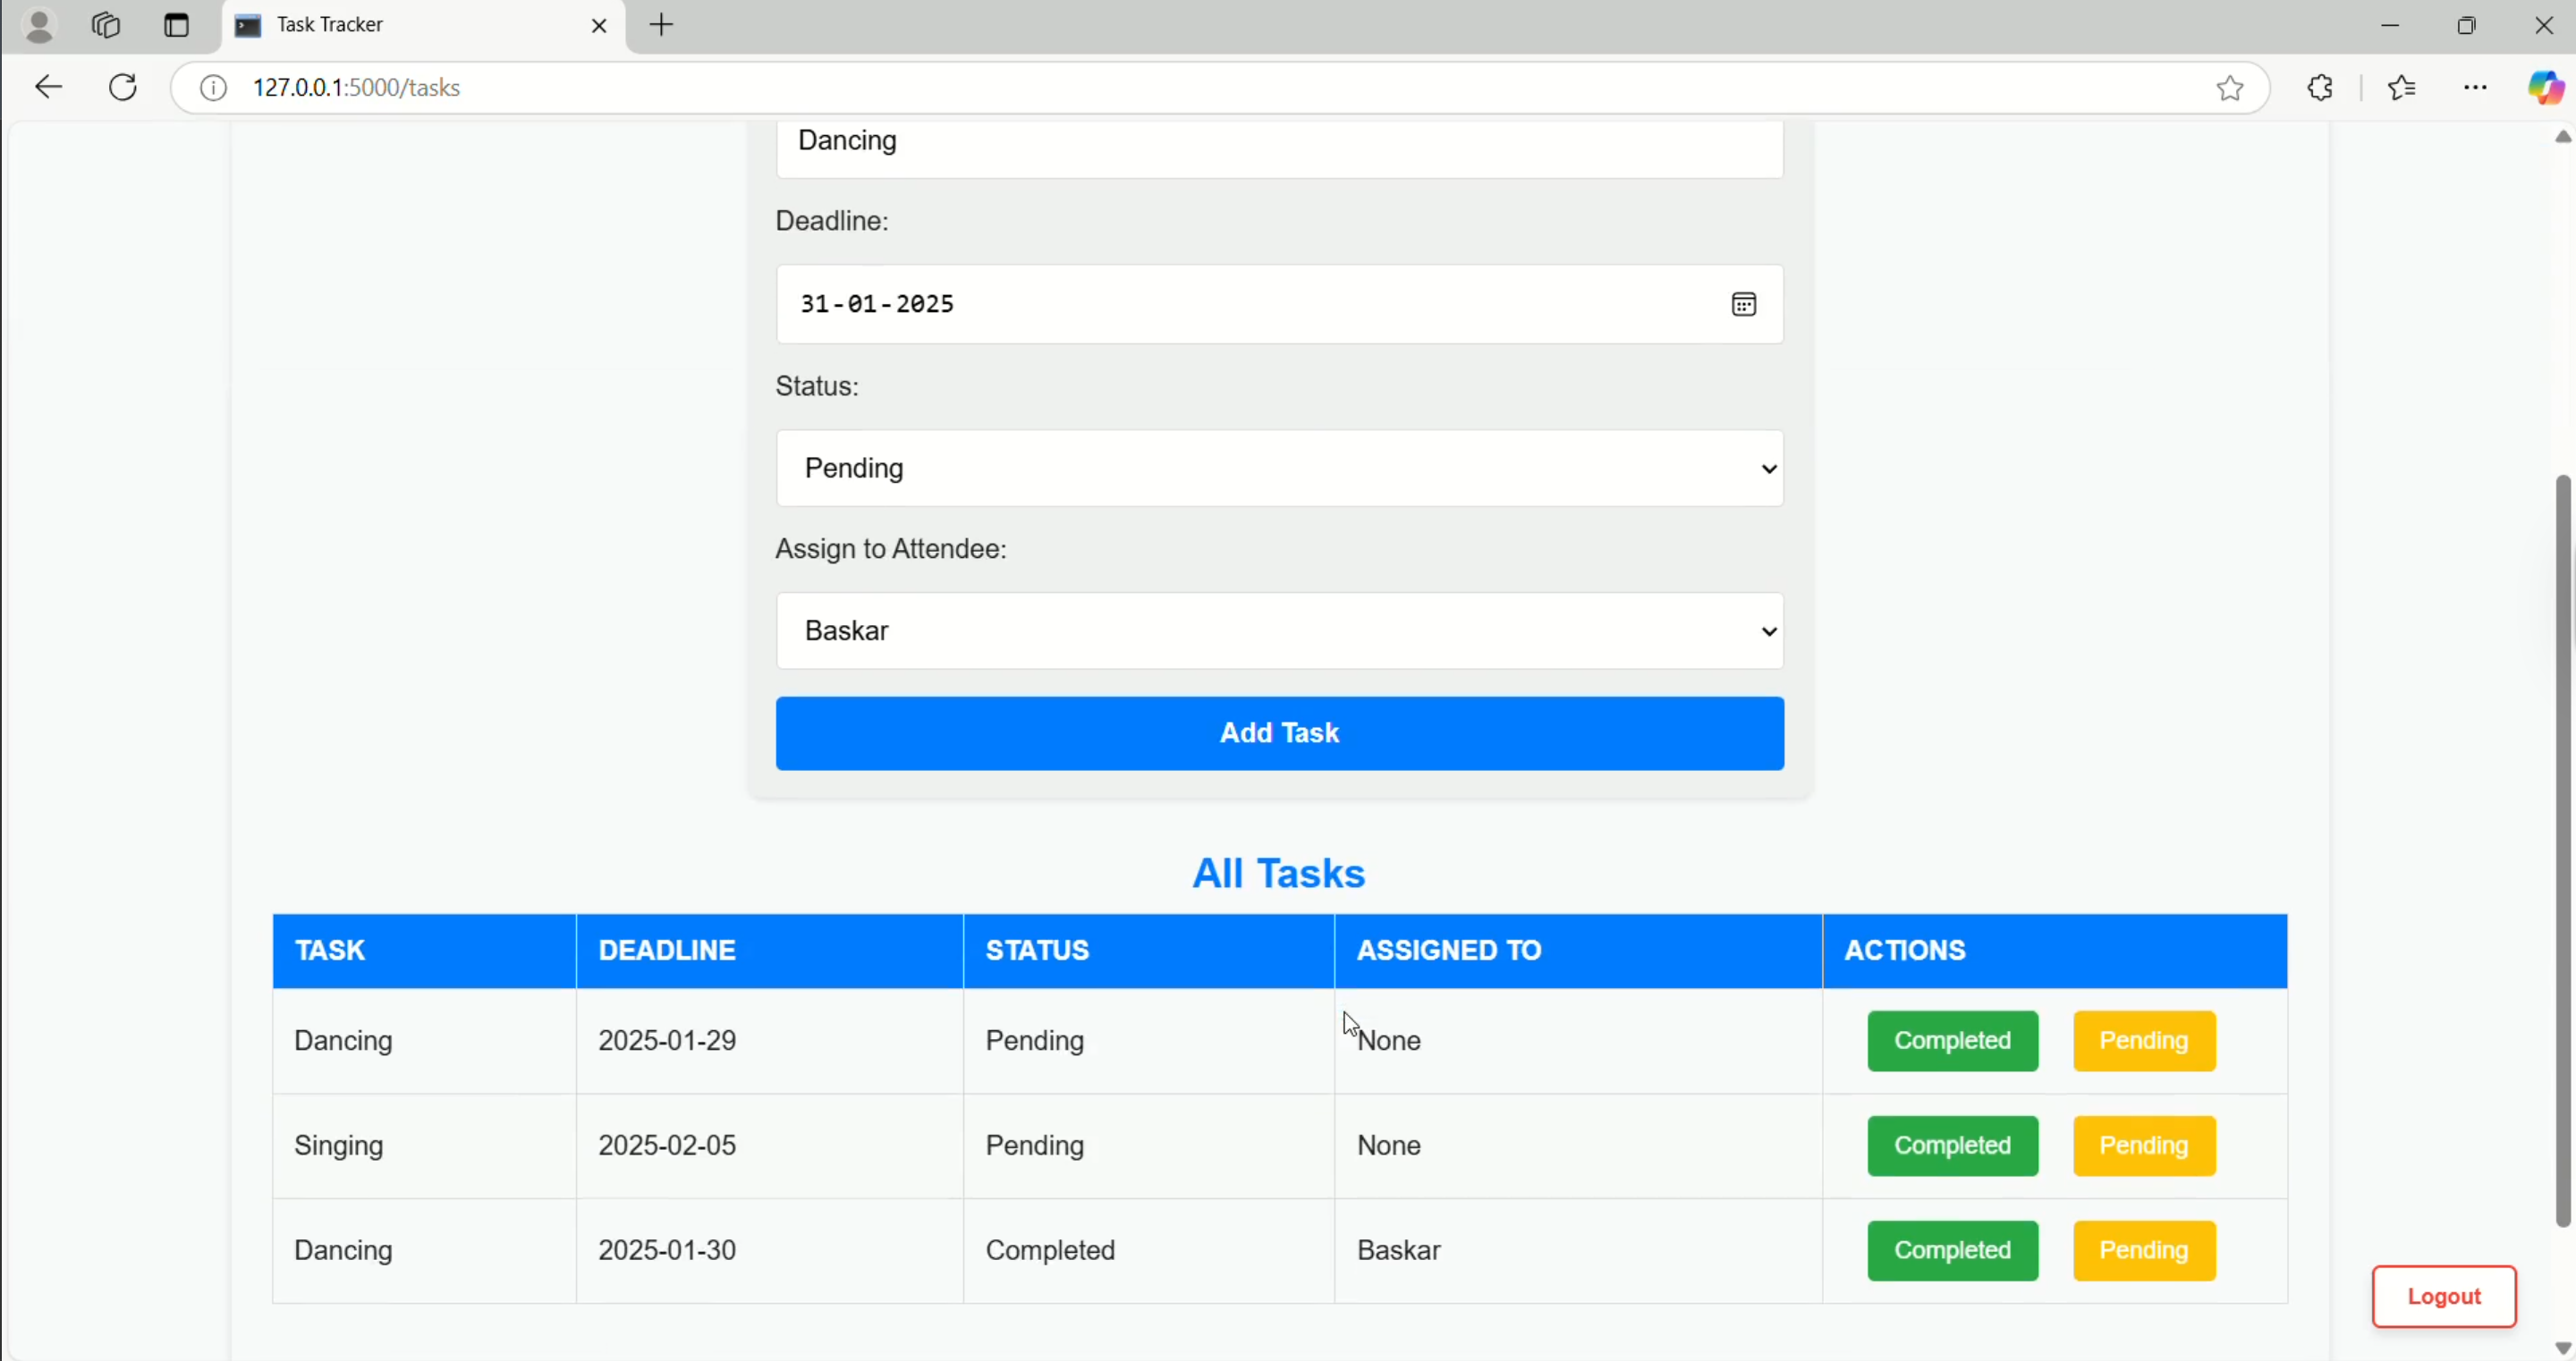 Task Tracker
127.0.0.1:5000/tasks
Dancing
Deadline:
31-01-2025
Status:
Pending
Assign to Attendee:
Baskar
Add Task
All Tasks
TASK DEADLINE STATUS ASSIGNED TO ACTIONS
Dancing 2025-01-29 Pending None Completed Pending
Singing 2025-02-05 Pending None Completed Pending
Dancing 2025-01-30 Completed Baskar Completed Pending
Logout